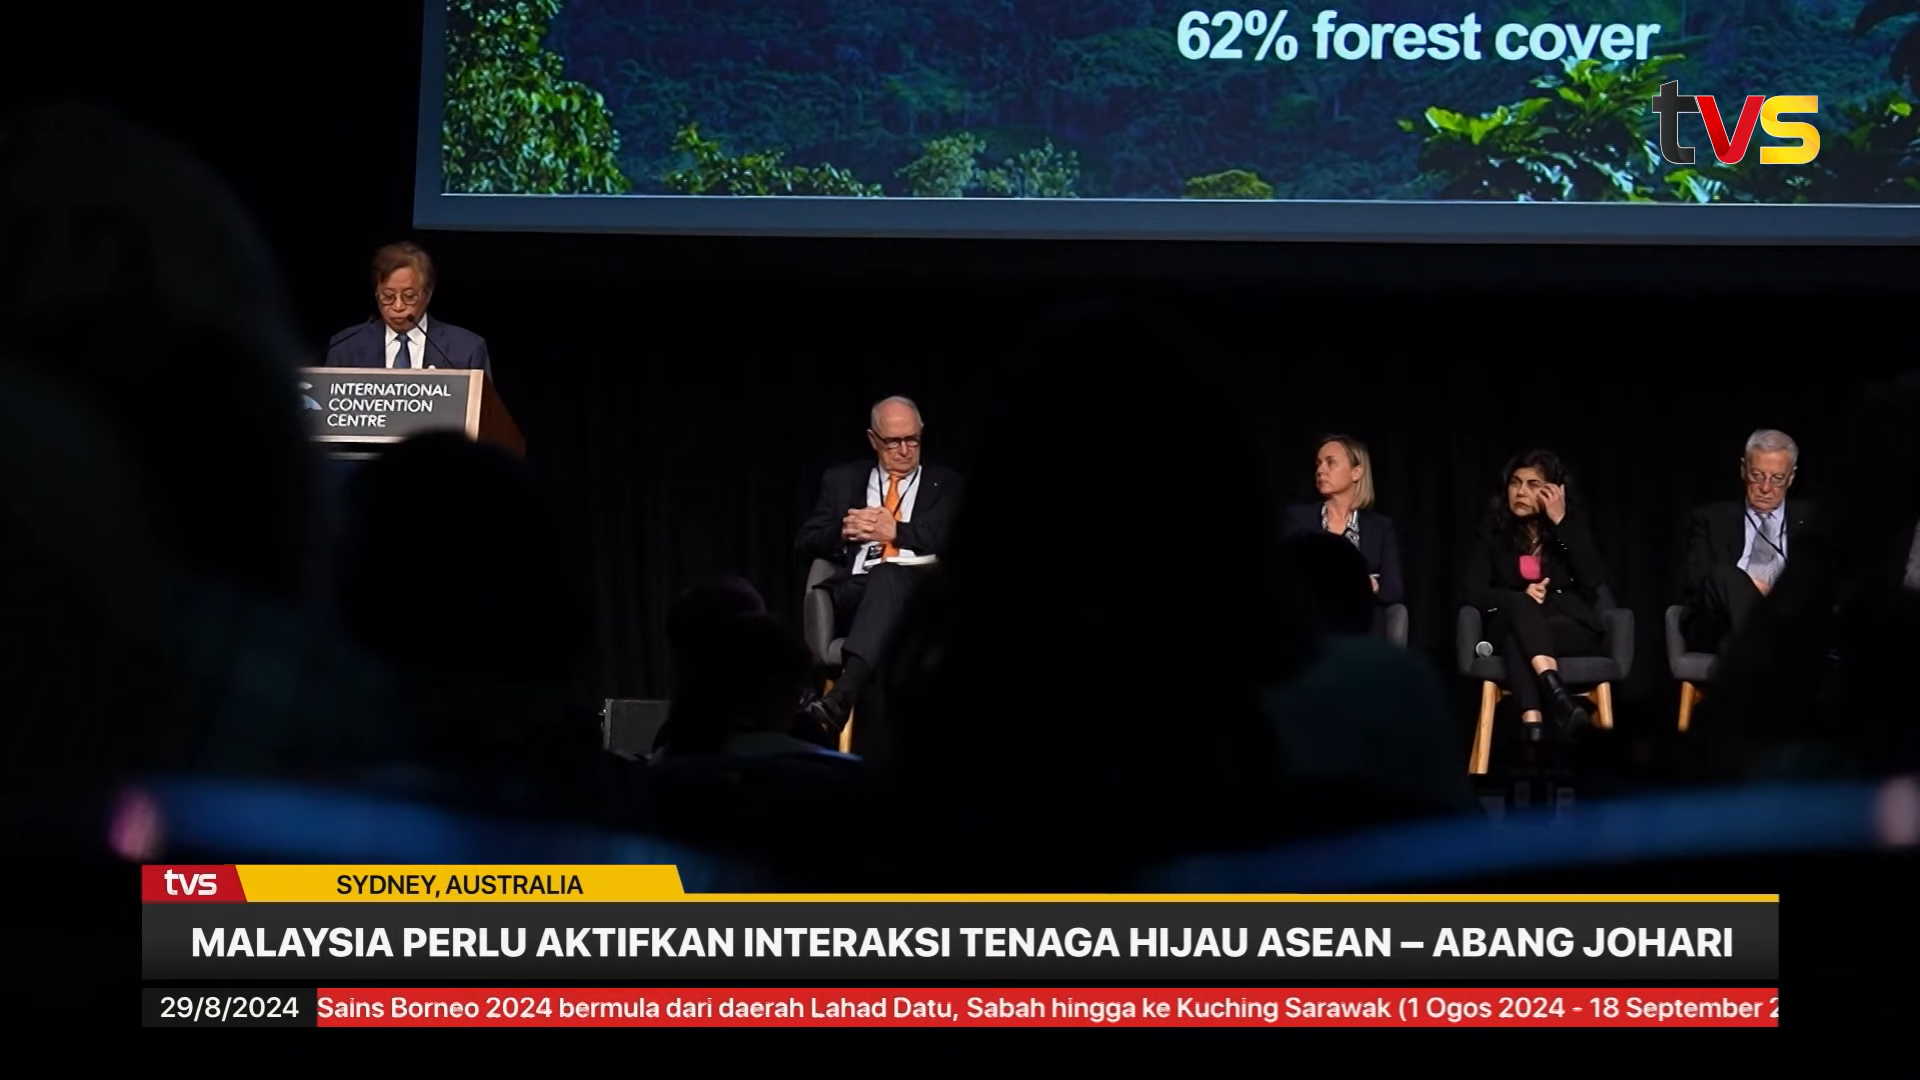 62% forest cover
tvs
INTERNATIONAL
CONVENTION
CENTRE
tvs
SYDNEY, AUSTRALIA
MALAYSIA PERLU AKTIFKAN INTERAKSI TENAGA HIJAU ASEAN – ABANG JOHARI
29/8/2024
Sains Borneo 2024 bermula dari daerah Lahad Datu, Sabah hingga ke Kuching Sarawak (1 Ogos 2024 - 18 September 2